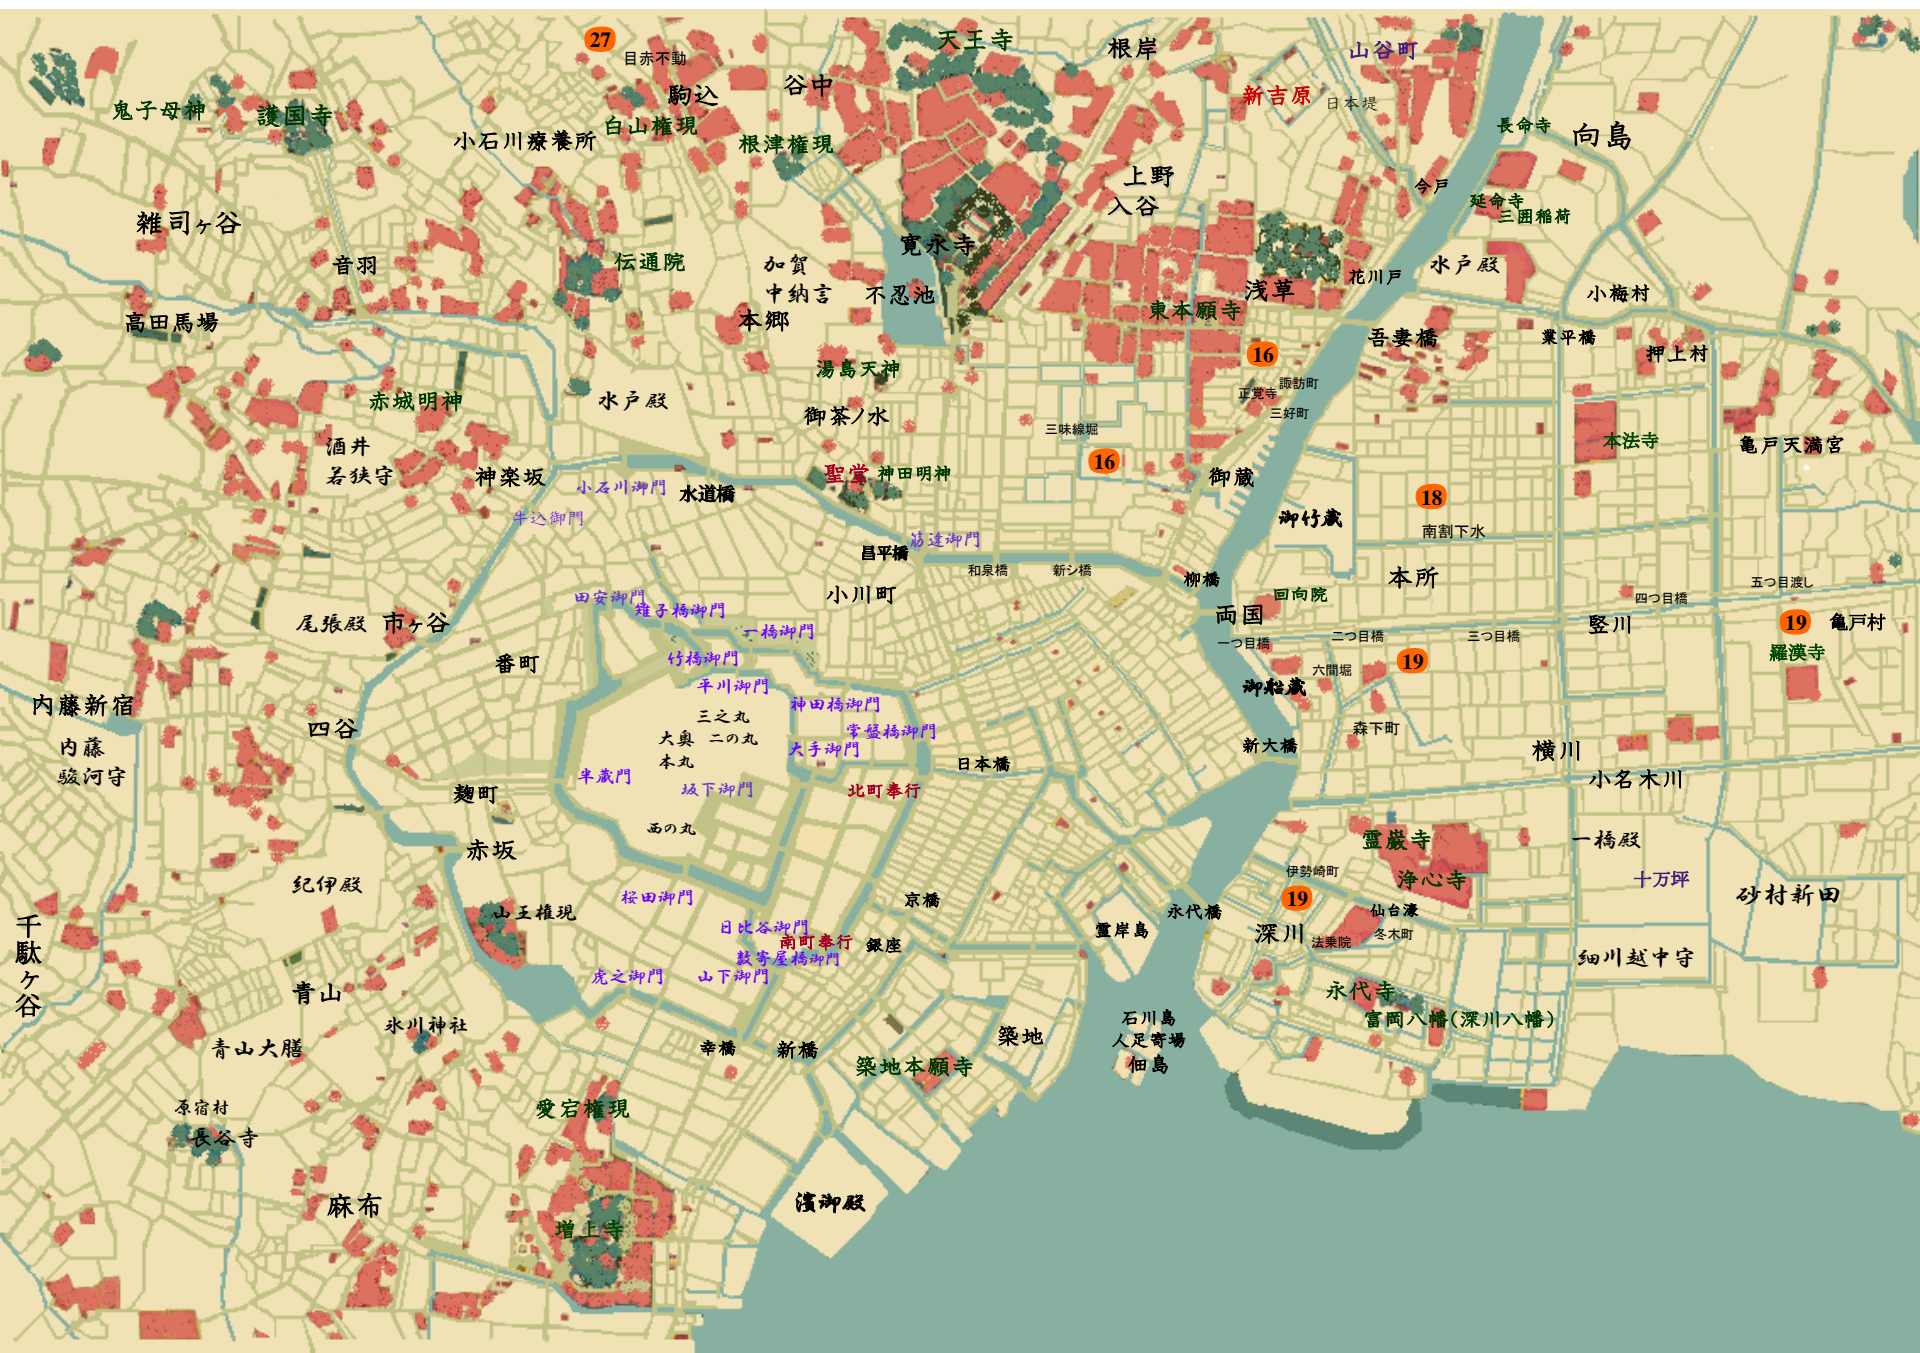 27
目赤不動
天王寺
根岸
山谷町
駒込
谷中
新吉原
日本堤
鬼子母神
護国寺
小石川療養所
白山権現
根津権現
長命寺
向島
上野
入谷
今戸
延命寺
三囲稲荷
雑司ヶ谷
音羽
伝通院
加賀
中納言
寛永寺
不忍池
浅草
花川戸
水戸殿
小梅村
高田馬場
本郷
東本願寺
吾妻橋
業平橋
押上村
湯島天神
16
諏訪町
正覚寺
三好町
赤城明神
水戸殿
御茶ノ水
三味線堀
本法寺
亀戸天満宮
酒井
若狭守
神楽坂
小石川御門
水道橋
聖堂
神田明神
16
御蔵
18
牛込御門
昌平橋
筋違御門
和泉橋
新シ橋
御竹蔵
南割下水
柳橋
本所
田安御門
雉子橋御門
小川町
回向院
五つ目渡し
四つ目橋
尾張殿
市ヶ谷
一橋御門
両国
一つ目橋
二つ目橋
三つ目橋
竪川
19
亀戸村
番町
竹橋御門
平川御門
六間堀
19
羅漢寺
御船蔵
内藤新宿
四谷
神田橋御門
三之丸
大奥
二の丸
常盤橋御門
大手御門
本丸
森下町
新大橋
内藤
駿河守
半蔵門
坂下御門
北町奉行
日本橋
横川
小名木川
麹町
西の丸
赤坂
霊巌寺
一橋殿
伊勢崎町
浄心寺
十万坪
砂村新田
紀伊殿
山王権現
桜田御門
京橋
19
永代橋
仙台濠
千駄ヶ谷
日比谷御門
南町奉行
銀座
数寄屋橋御門
霊岸島
深川
法乗院
冬木町
細川越中守
虎之御門
山下御門
青山
永代寺
富岡八幡(深川八幡)
氷川神社
青山大膳
幸橋
新橋
築地
石川島
人足寄場
佃島
築地本願寺
原宿村
長谷寺
愛宕権現
麻布
増上寺
濱御殿